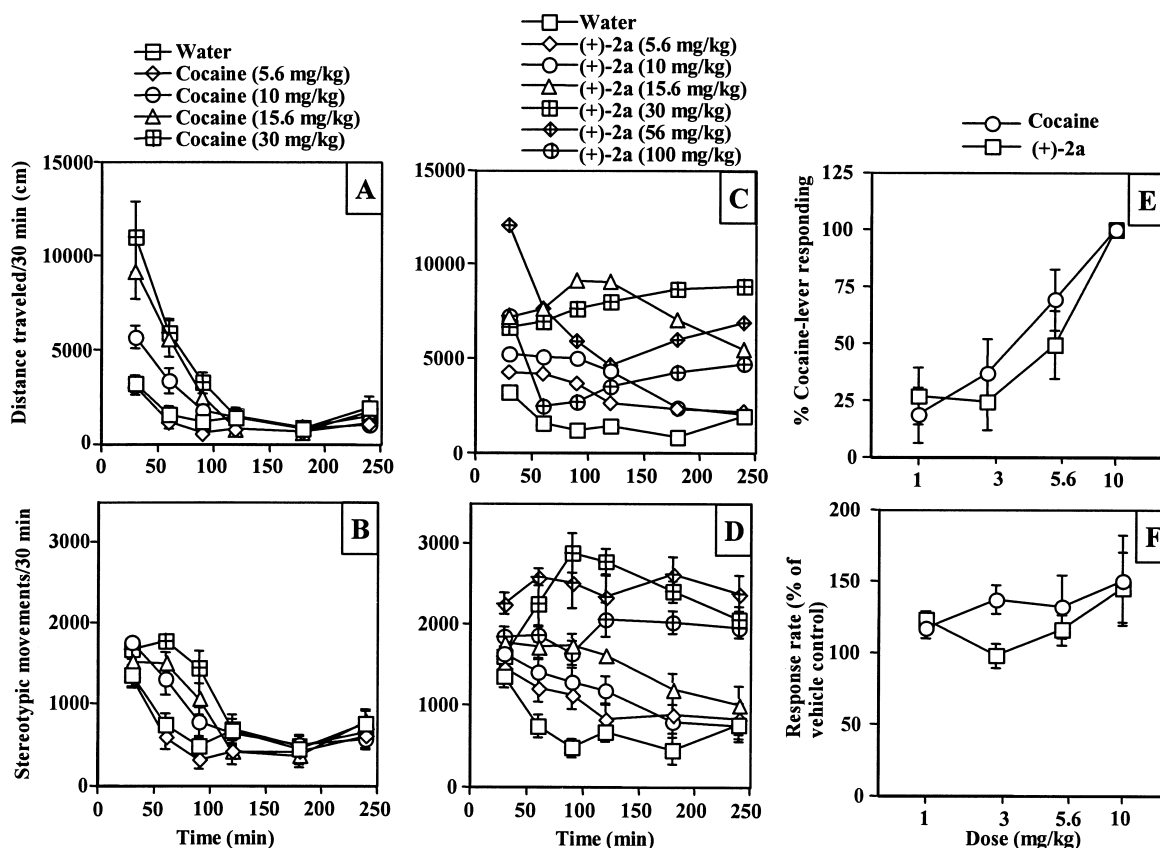 Water
Cocaine (5.6 mg/kg)
Cocaine (10 mg/kg)
Cocaine (15.6 mg/kg)
Cocaine (30 mg/kg)
15000
10000
5000
0
0 50 100 150 200 250
Distance traveled/30 min (cm)
A
3000
2000
1000
0
0 50 100 150 200 250
Stereotypic movements/30 min
Time (min)
B
Water
(+)-2a (5.6 mg/kg)
(+)-2a (10 mg/kg)
(+)-2a (15.6 mg/kg)
(+)-2a (30 mg/kg)
(+)-2a (56 mg/kg)
(+)-2a (100 mg/kg)
15000
10000
5000
0
0 50 100 150 200 250
C
3000
2000
1000
0
0 50 100 150 200 250
Time (min)
D
Cocaine
(+)-2a
125
100
75
50
25
0
1 3 5.6 10
% Cocaine-lever responding
E
200
150
100
50
0
1 3 5.6 10
Response rate (% of
vehicle control)
Dose (mg/kg)
F